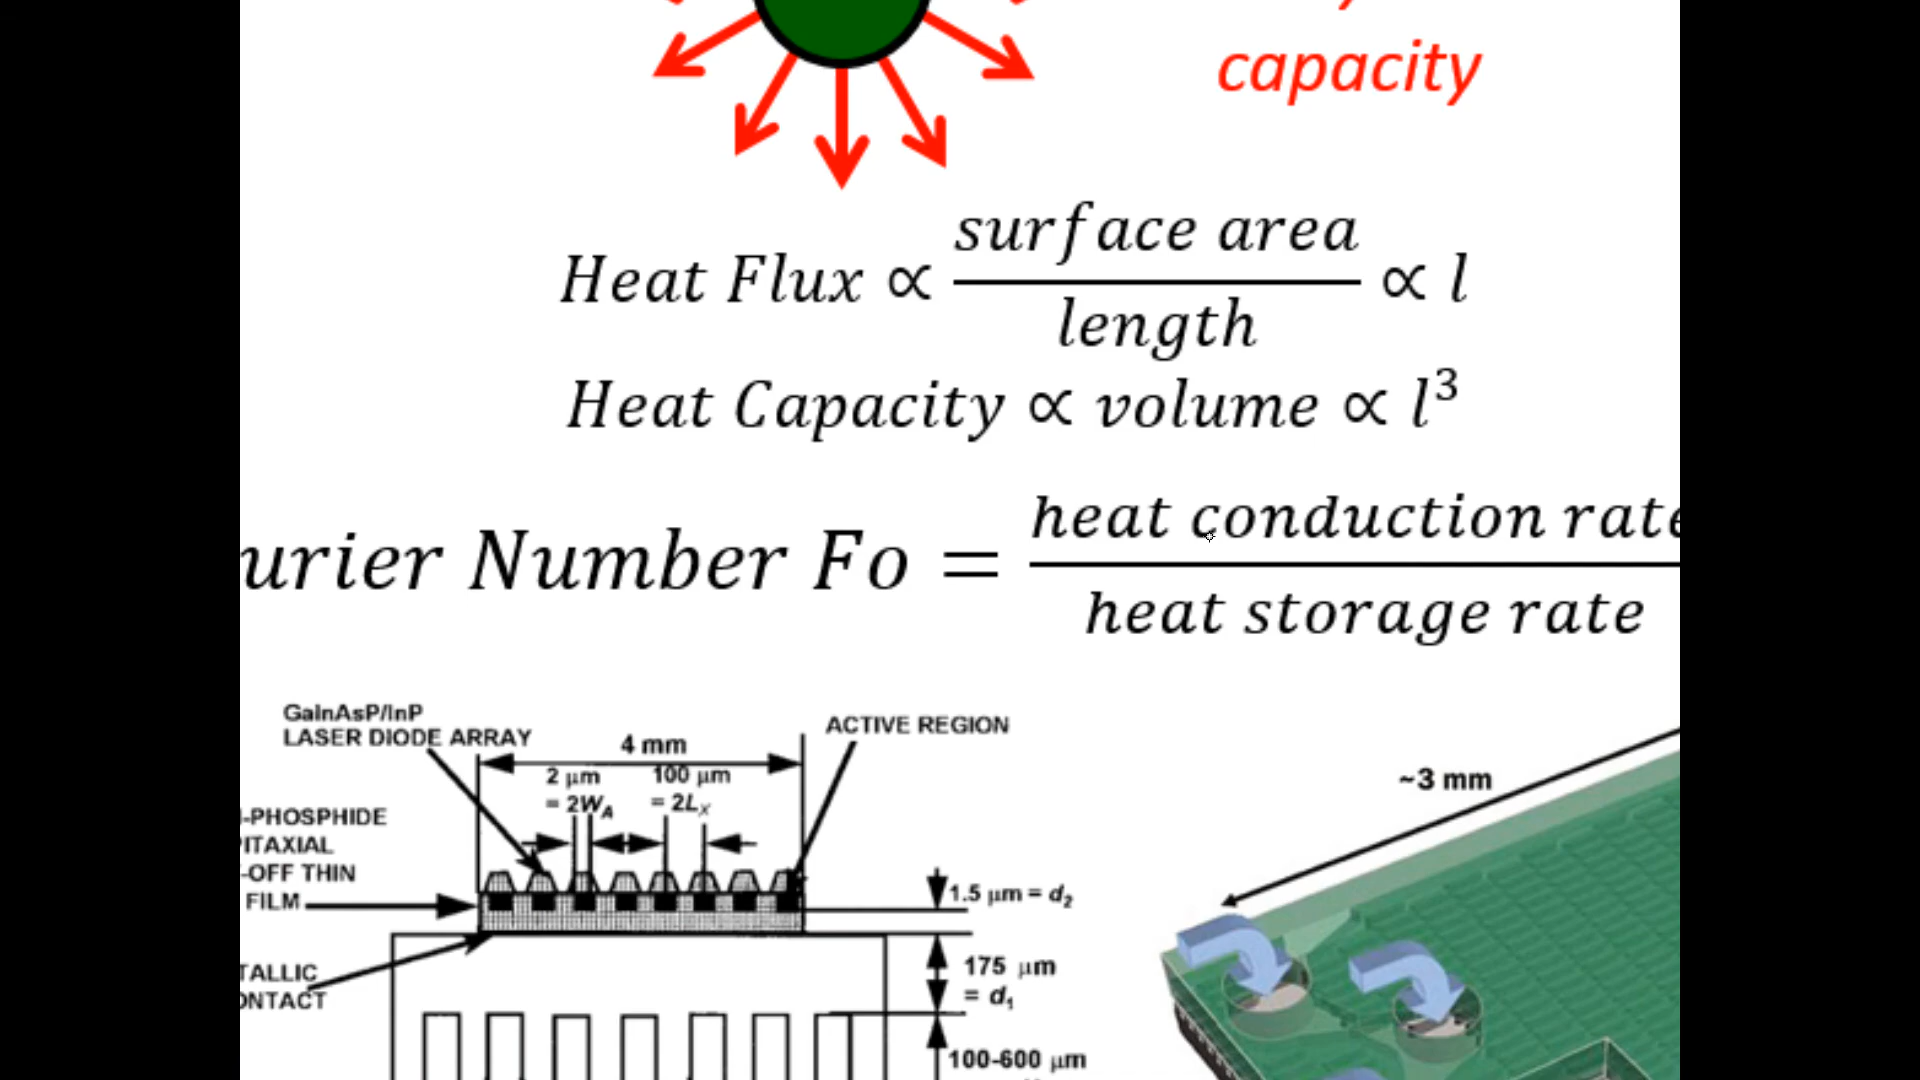 capacity
Heat Flux ∝ surface area / length ∝ l
Heat Capacity ∝ volume ∝ l³
urier Number Fo = heat conduction rate / heat storage rate
GaInAsP/InP
LASER DIODE ARRAY
4 mm
ACTIVE REGION
2 µm
= 2W_A
100 µm
= 2L_X
-PHOSPHIDE
ITAXIAL
-OFF THIN
FILM
1.5 µm = d₂
TALLIC
ONTACT
175 µm
= d₁
100-600 µm
~3 mm